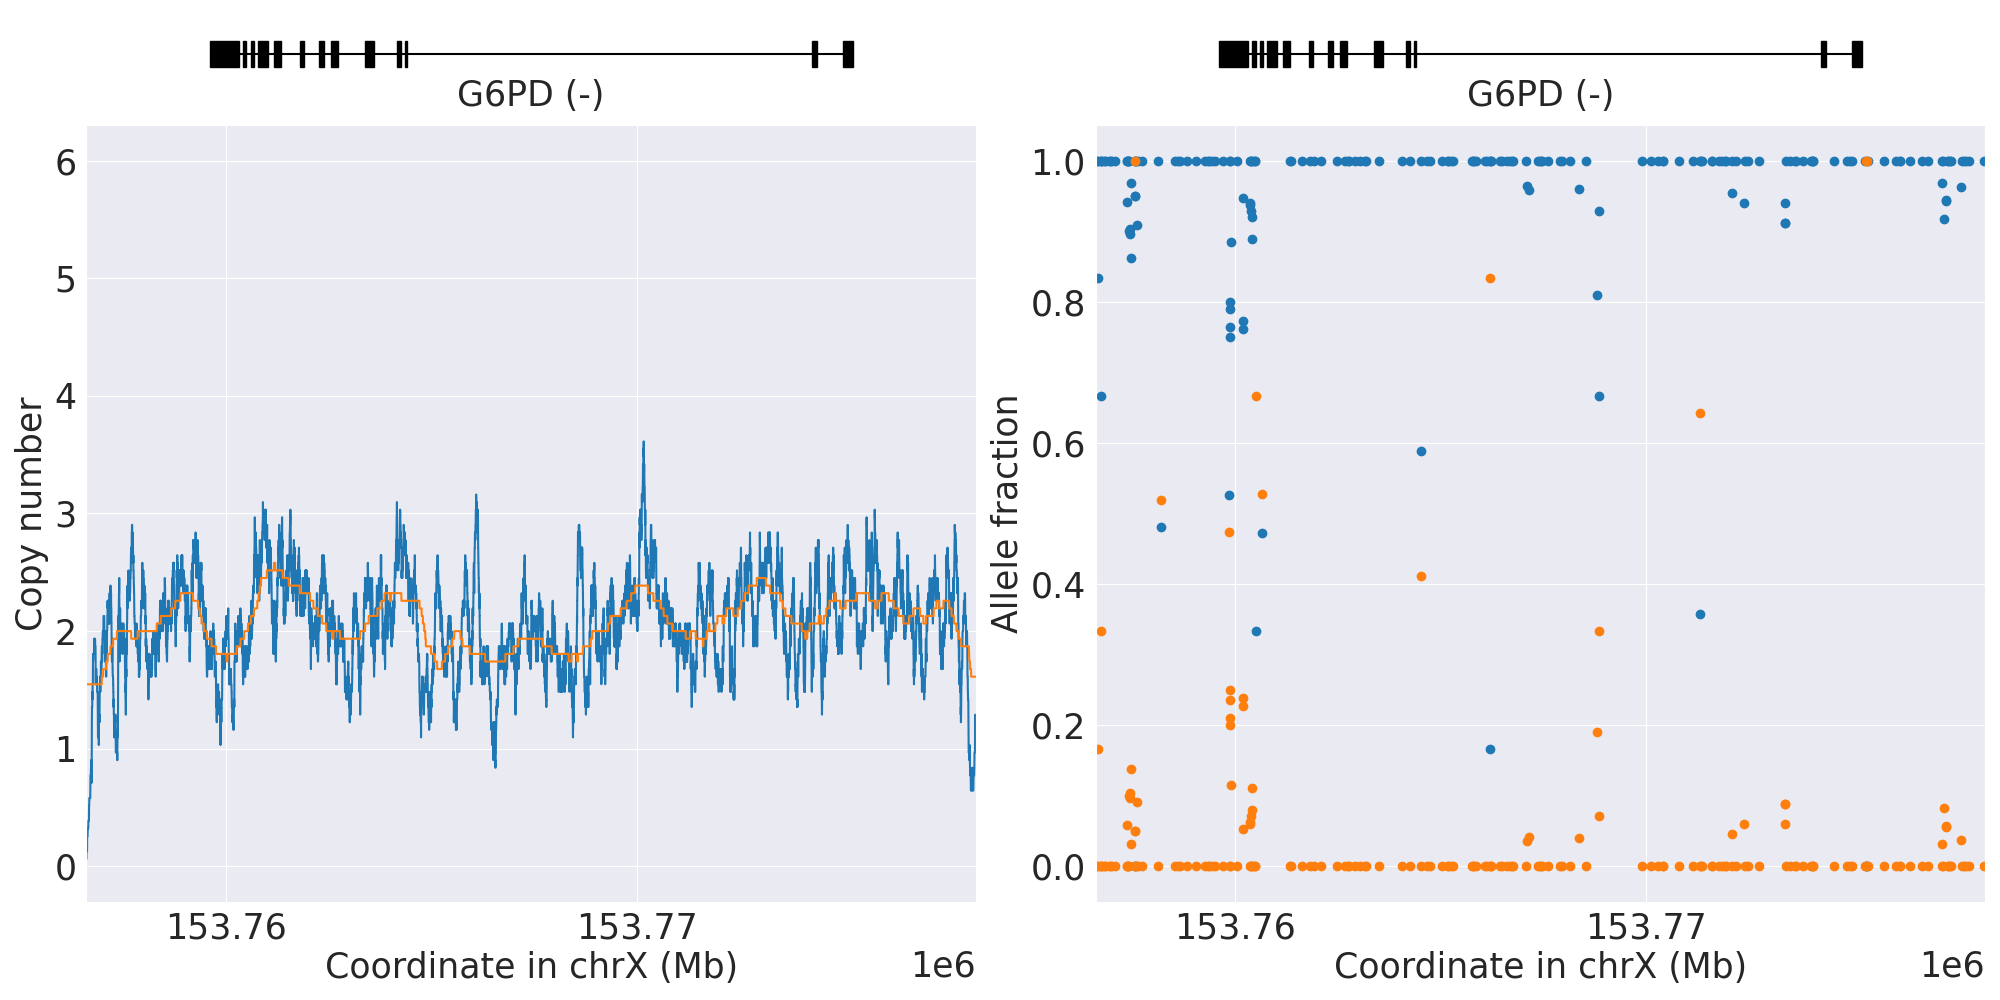 G6PD (-)
G6PD (-)
6
5
4
3
2
1
0
Copy number
153.76
153.77
Coordinate in chrX (Mb)
1e6
1.0
0.8
0.6
0.4
0.2
0.0
Allele fraction
153.76
153.77
Coordinate in chrX (Mb)
1e6